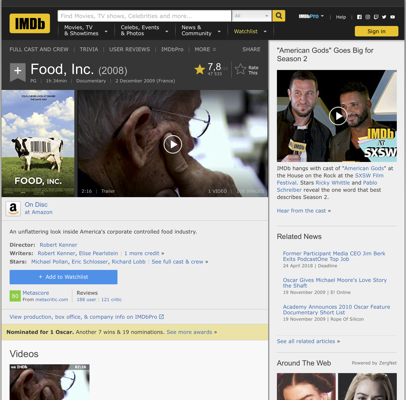 IMDb
Find Movies, TV shows, Celebrities and more...
All
IMDbPro
Help
Movies, TV
& Showtimes
Celebs, Events
& Photos
News &
Community
Watchlist
Sign in
FULL CAST AND CREW | TRIVIA | USER REVIEWS | IMDbPro | MORE
SHARE
Food, Inc. (2008)
7,8
Rate
This
PG | 1h 34min | Documentary | 2 December 2009 (France)
FOOD, INC.
2:16 | Trailer
1 VIDEO
On Disc
at Amazon
An unflattering look inside America's corporate controlled food industry.
Director: Robert Kenner
Writers: Robert Kenner, Elise Pearlstein | 1 more credit »
Stars: Michael Pollan, Eric Schlosser, Richard Lobb | See full cast & crew »
+ Add to Watchlist
80
Metascore
From metacritic.com
Reviews
188 user | 121 critic
View production, box office, & company info on IMDbPro
Nominated for 1 Oscar. Another 7 wins & 19 nominations. See more awards »
Videos
"American Gods" Goes Big for
Season 2
IMDb
at
SXSW
IMDb hangs with cast of "American Gods" at
the House on the Rock at the SXSW Film
Festival. Stars Ricky Whittle and Pablo
Schreiber reveal the one word that best
describes Season 2.
Hear from the cast »
Related News
Former Participant Media CEO Jim Berk
Exits PodcastOne Top Job
24 April 2018 | Deadline
Oscar Gives Michael Moore's Love Story
the Shaft
19 November 2009 | E! Online
Academy Announces 2010 Oscar Feature
Documentary Short List
19 November 2009 | Rope Of Silicon
See all related articles »
Around The Web
Powered by ZergNet